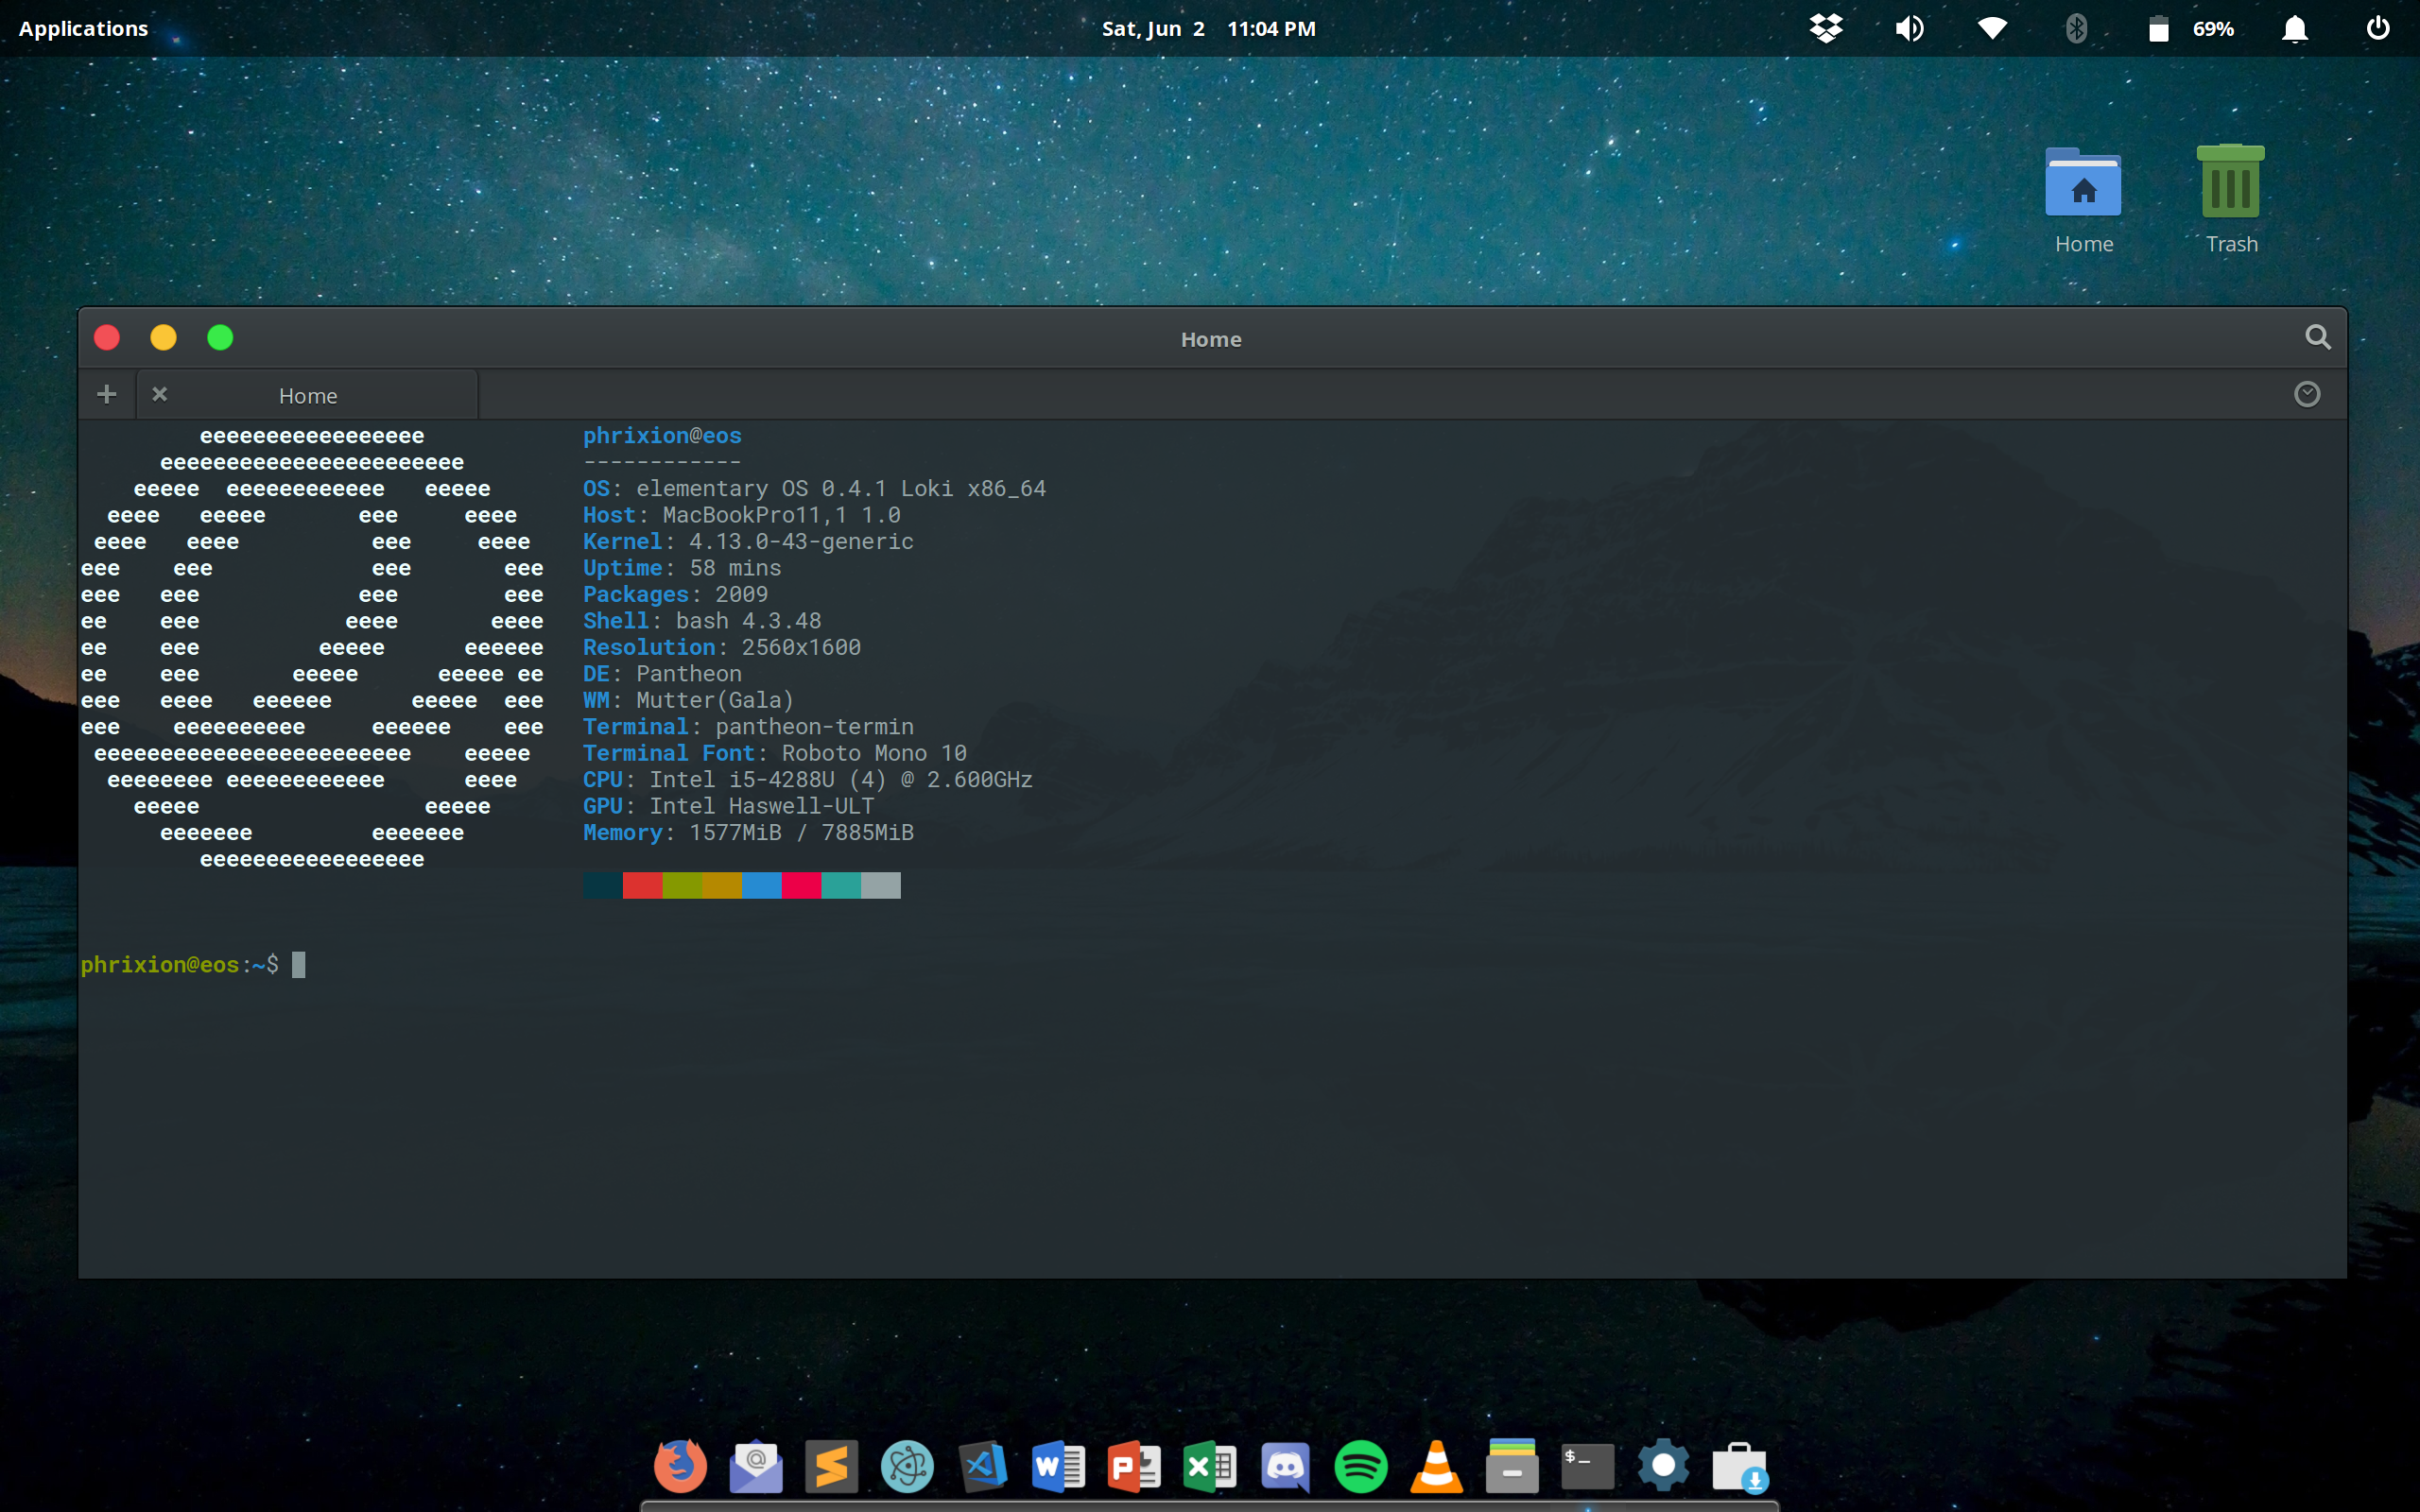 Applications
Sat, Jun 2 11:04 PM
69%
Home
Trash
Home
Home
         eeeeeeeeeeeeeeeee            phrixion@eos
      eeeeeeeeeeeeeeeeeeeeeee         ------------
    eeeee  eeeeeeeeeeee   eeeee       OS: elementary OS 0.4.1 Loki x86_64
  eeee   eeeee       eee     eeee     Host: MacBookPro11,1 1.0
 eeee   eeee          eee     eeee    Kernel: 4.13.0-43-generic
eee    eee            eee       eee   Uptime: 58 mins
eee   eee            eee        eee   Packages: 2009
ee    eee           eeee       eeee   Shell: bash 4.3.48
ee    eee         eeeee      eeeeee   Resolution: 2560x1600
ee    eee       eeeee      eeeee ee   DE: Pantheon
eee   eeee   eeeeee      eeeee  eee   WM: Mutter(Gala)
eee    eeeeeeeeee     eeeeee    eee   Terminal: pantheon-termin
 eeeeeeeeeeeeeeeeeeeeeeee    eeeee    Terminal Font: Roboto Mono 10
  eeeeeeee eeeeeeeeeeee      eeee     CPU: Intel i5-4288U (4) @ 2.600GHz
    eeeee                 eeeee       GPU: Intel Haswell-ULT
      eeeeeee         eeeeeee         Memory: 1577MiB / 7885MiB
         eeeeeeeeeeeeeeeee
phrixion@eos:~$